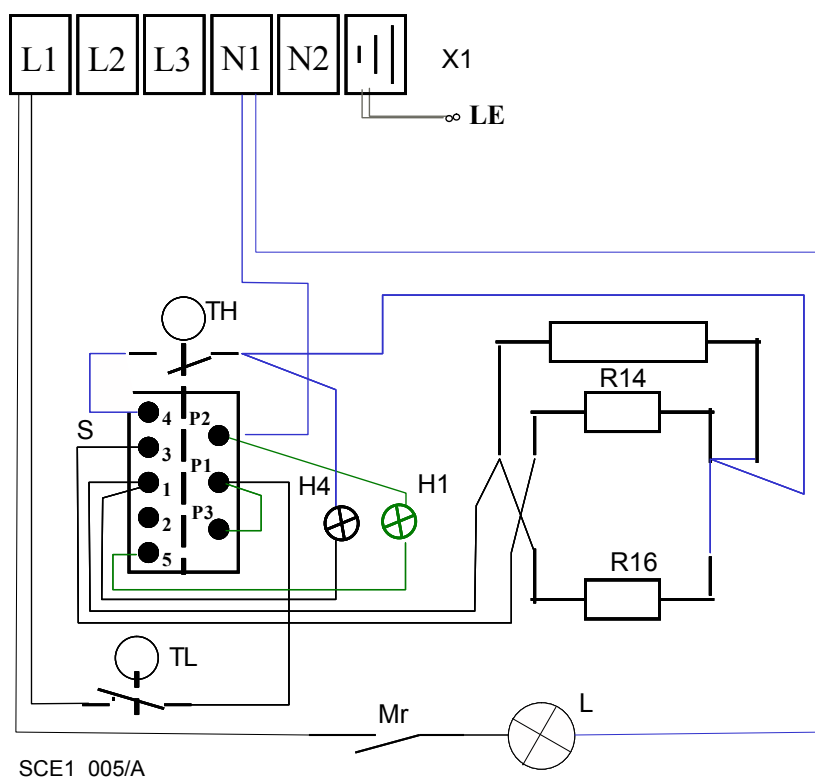 L1 L2 L3 N1 N2 X1
LE
TH
R14
4 P2
S
3
P1
1
H4 H1
P3
2
5
R16
TL
Mr L
SCE1 005/A